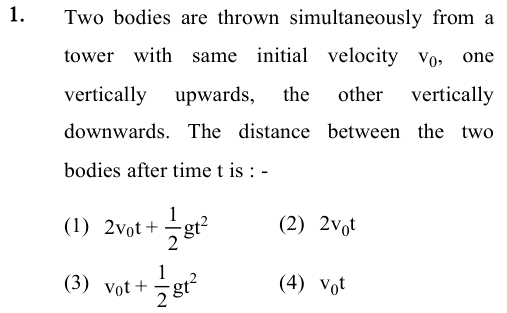 1. Two bodies are thrown simultaneously from a
tower with same initial velocity v₀, one
vertically upwards, the other vertically
downwards. The distance between the two
bodies after time t is : -
(1) 2v₀t + 1/2 gt² (2) 2v₀t
(3) v₀t + 1/2 gt² (4) v₀t